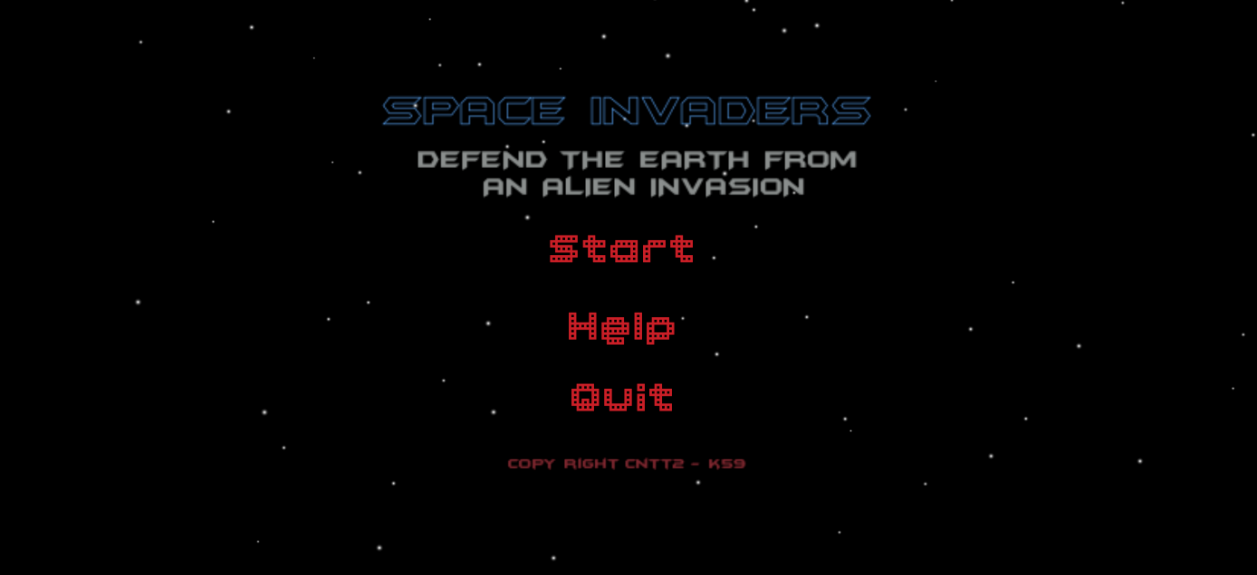 SPACE INVADERS
DEFEND THE EARTH FROM
AN ALIEN INVASION
Start
Help
Quit
COPY RIGHT CNTT2 - K59